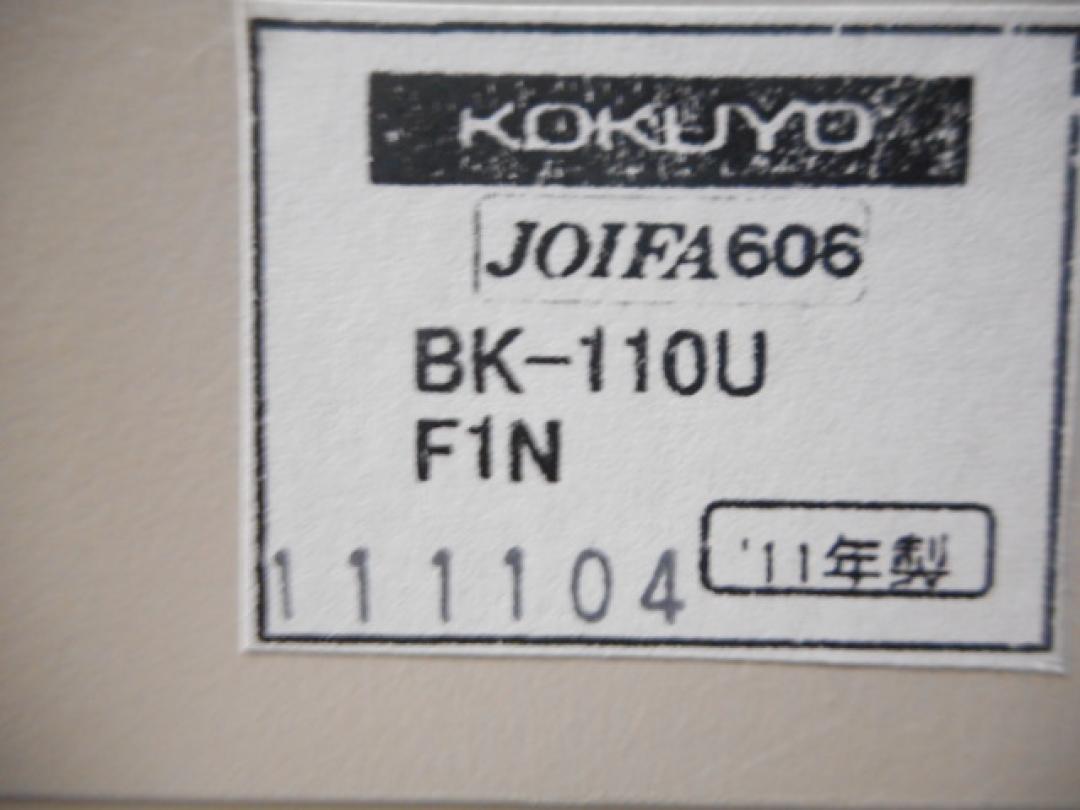 KOKUYO
JOIFA606
BK-110U
F1N
111104
'11年製